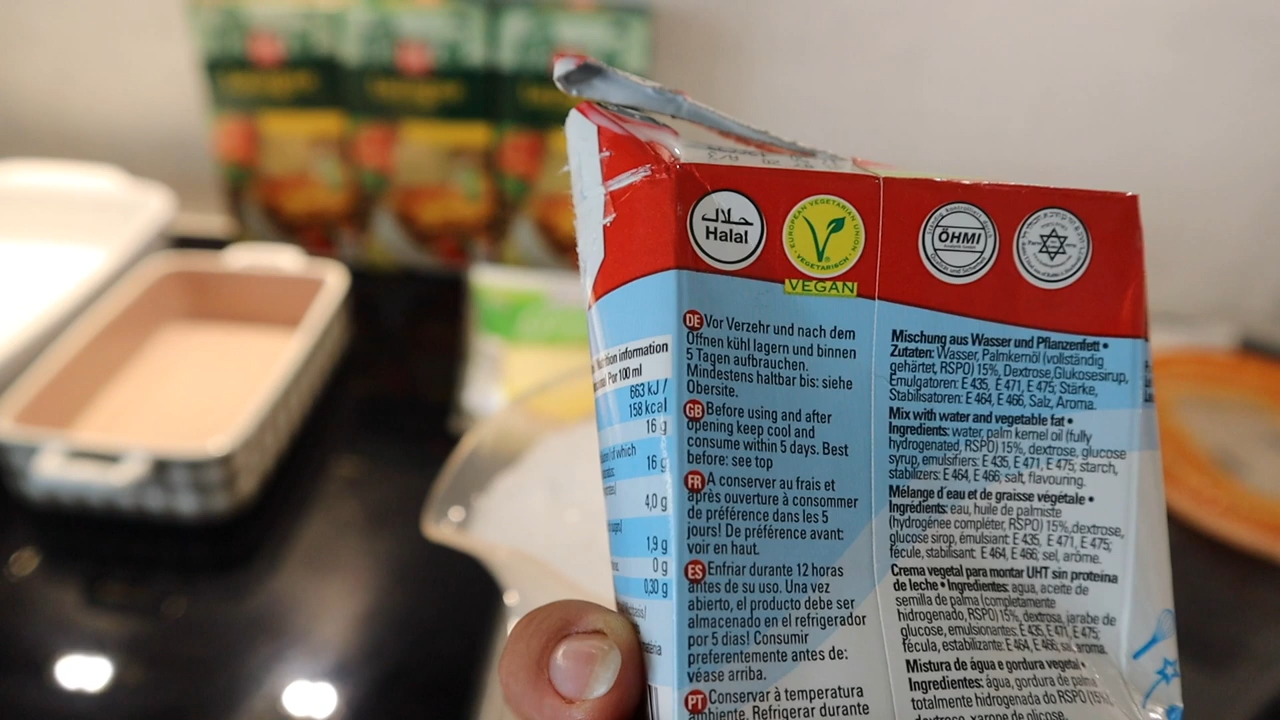 حلال
Halal
EUROPEAN VEGETARIAN UNION
VEGETARISCH
VEGAN
ÖHMI
Nutrition information
Por 100 ml
663 kJ /
158 kcal
16 g
of which
16 g
4,0 g
1,9 g
0 g
0,30 g
DE Vor Verzehr und nach dem
Öffnen kühl lagern und binnen
5 Tagen aufbrauchen.
Mindestens haltbar bis: siehe
Obersite.
GB Before using and after
opening keep cool and
consume within 5 days. Best
before: see top
FR A conserver au frais et
après ouverture à consommer
de préférence dans les 5
jours! De préférence avant:
voir en haut.
ES Enfriar durante 12 horas
antes de su uso. Una vez
abierto, el producto debe ser
almacenado en el refrigerador
por 5 dias! Consumir
preferentemente antes de:
véase arriba.
PT Conservar à temperatura
ambiente. Refrigerar durante
Mischung aus Wasser und Pflanzenfett •
Zutaten: Wasser, Palmkernöl (vollständig
gehärtet, RSPO) 15%, Dextrose, Glukosesirup,
Emulgatoren: E 435, E 471, E 475; Stärke,
Stabilisatoren: E 464, E 466, Salz, Aroma.
Mix with water and vegetable fat •
Ingredients: water, palm kernel oil (fully
hydrogenated, RSPO) 15%, dextrose, glucose
syrup, emulsifiers: E 435, E 471, E 475; starch,
stabilizers: E 464, E 466; salt, flavouring.
Mélange d'eau et de graisse végétale •
Ingrédients: eau, huile de palmiste
(hydrogénee compléter, RSPO) 15%, dextrose,
glucose sirop, émulsiant: E 435, E 471, E 475;
fécule, stabilisant: E 464, E 466; sel, arôme.
Crema vegetal para montar UHT sin proteina
de leche • Ingredientes: agua, aceite de
semilla de palma (completamente
hidrogenado, RSPO) 15%, dextrosa, jarabe de
glucose, emulsionantes: E 435, E 471, E 475;
fécula, estabilizante: E 464, E 466; sal, aroma.
Mistura de água e gordura vegetal •
Ingredientes: água, gordura de palma
totalmente hidrogenada do RSPO (15%),
dextrose, xarope de glicose,